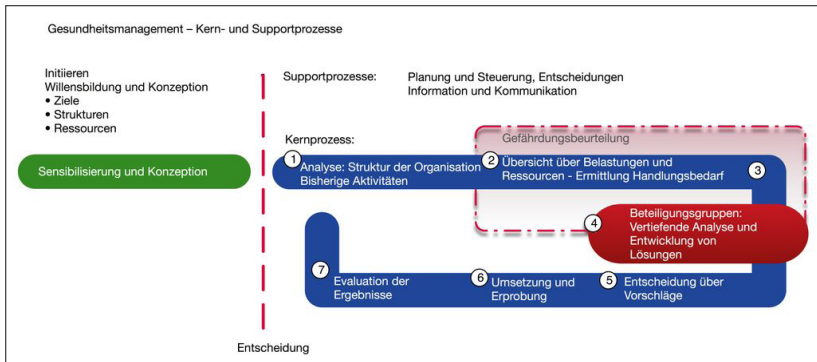 Gesundheitsmanagement – Kern- und Supportprozesse
Initiieren
Willensbildung und Konzeption
• Ziele
• Strukturen
• Ressourcen
Supportprozesse:
Planung und Steuerung, Entscheidungen
Information und Kommunikation
Kernprozess:
Gefährdungsbeurteilung
Sensibilisierung und Konzeption
1
Analyse: Struktur der Organisation
Bisherige Aktivitäten
2
Übersicht über Belastungen und
Ressourcen - Ermittlung Handlungsbedarf
3
4
Beteiligungsgruppen:
Vertiefende Analyse und
Entwicklung von
Lösungen
5
Entscheidung über
Vorschläge
6
Umsetzung und
Erprobung
7
Evaluation der
Ergebnisse
Entscheidung